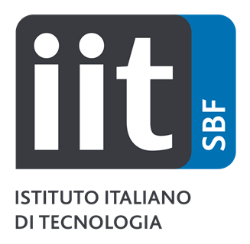 iit
SBF
ISTITUTO ITALIANO
DI TECNOLOGIA